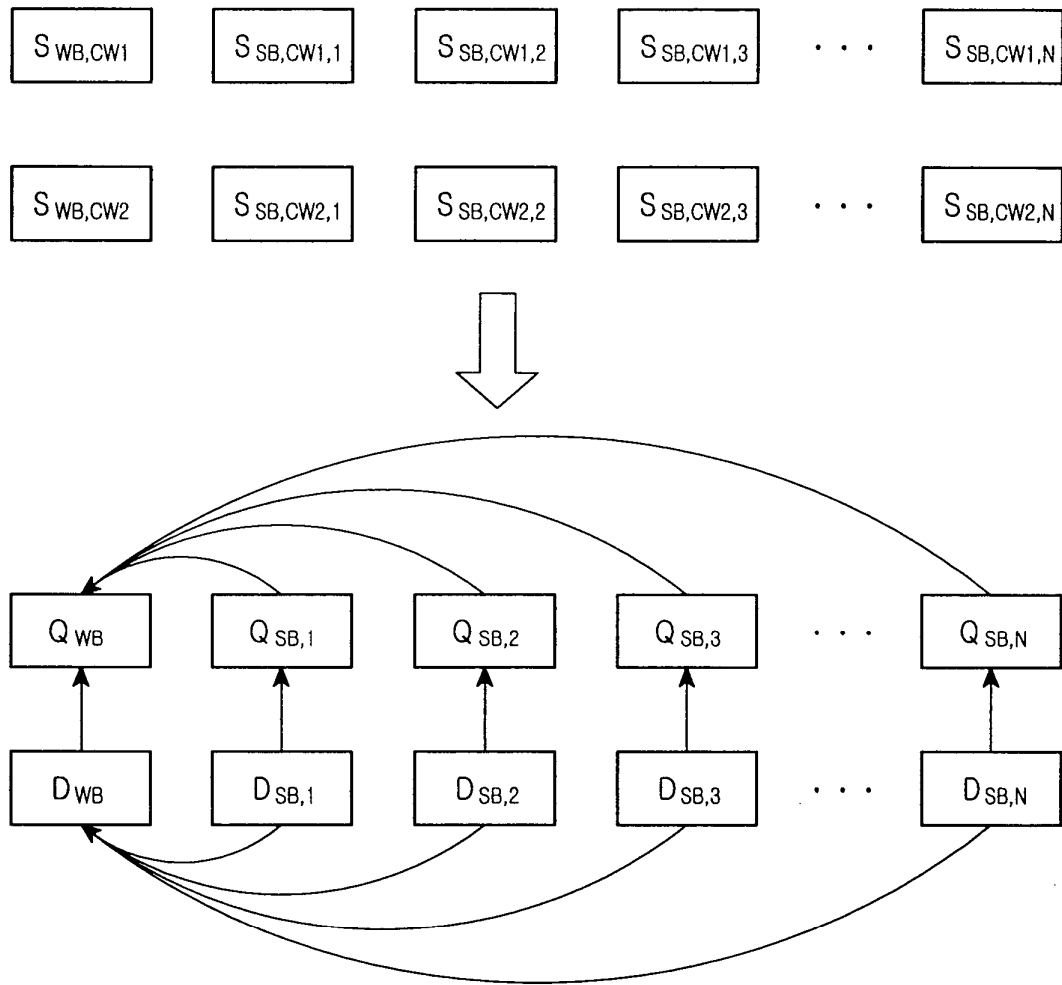 S WB,CW1 S SB,CW1,1 S SB,CW1,2 S SB,CW1,3 · · · S SB,CW1,N
S WB,CW2 S SB,CW2,1 S SB,CW2,2 S SB,CW2,3 · · · S SB,CW2,N
Q WB Q SB,1 Q SB,2 Q SB,3 · · · Q SB,N
D WB D SB,1 D SB,2 D SB,3 · · · D SB,N